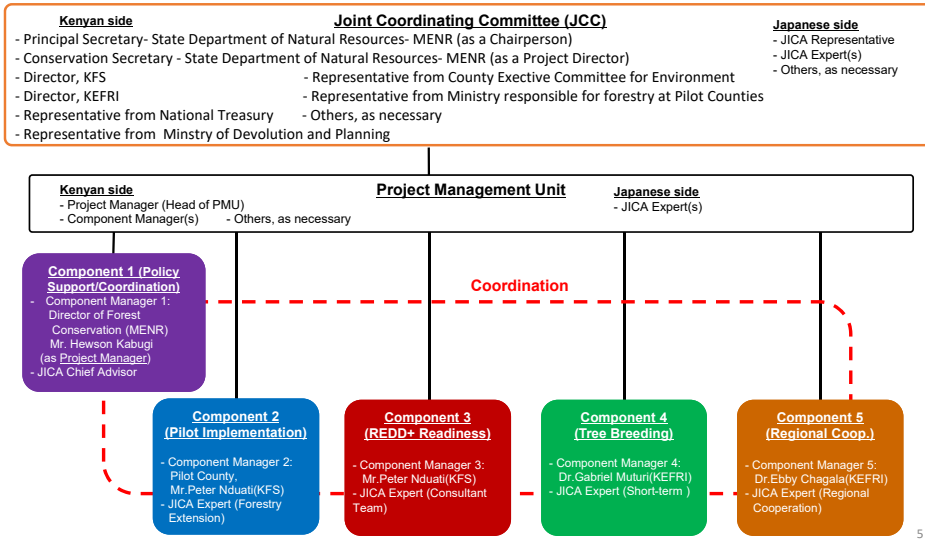 Joint Coordinating Committee (JCC)
Kenyan side
- Principal Secretary- State Department of Natural Resources- MENR (as a Chairperson)
- Conservation Secretary - State Department of Natural Resources- MENR (as a Project Director)
- Director, KFS
- Director, KEFRI
- Representative from National Treasury
- Representative from Minstry of Devolution and Planning
- Representative from County Exective Committee for Environment
- Representative from Ministry responsible for forestry at Pilot Counties
- Others, as necessary
Japanese side
- JICA Representative
- JICA Expert(s)
- Others, as necessary
Project Management Unit
Kenyan side
- Project Manager (Head of PMU)
- Component Manager(s) - Others, as necessary
Japanese side
- JICA Expert(s)
Coordination
Component 1 (Policy
Support/Coordination)
- Component Manager 1:
Director of Forest
Conservation (MENR)
Mr. Hewson Kabugi
(as Project Manager)
- JICA Chief Advisor
Component 2
(Pilot Implementation)
- Component Manager 2:
Pilot County,
Mr.Peter Nduati(KFS)
- JICA Expert (Forestry
Extension)
Component 3
(REDD+ Readiness)
- Component Manager 3:
Mr.Peter Nduati(KFS)
- JICA Expert (Consultant
Team)
Component 4
(Tree Breeding)
- Component Manager 4:
Dr.Gabriel Muturi(KEFRI)
- JICA Expert (Short-term )
Component 5
(Regional Coop.)
- Component Manager 5:
Dr.Ebby Chagala(KEFRI)
- JICA Expert (Regional
Cooperation)
5